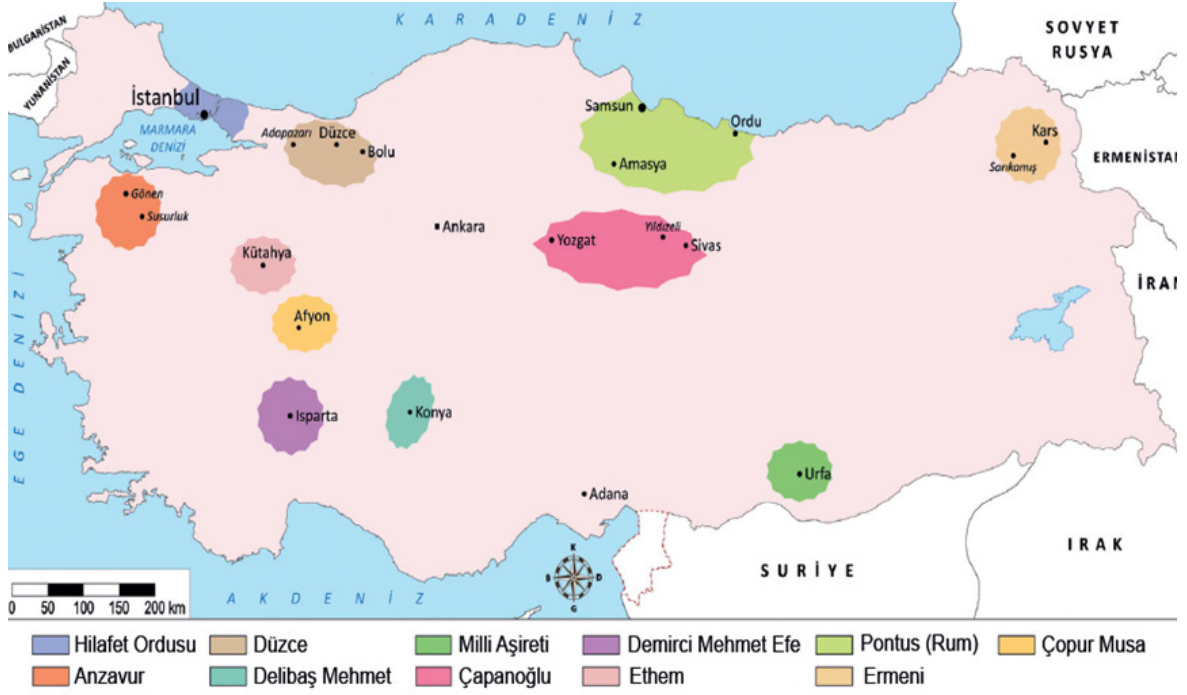 KARADENİZ
BULGARİSTAN
YUNANİSTAN
SOVYET
RUSYA
İstanbul
MARMARA
DENİZİ
Adapazarı
Düzce
Bolu
Samsun
Ordu
Amasya
Kars
Sarıkamış
ERMENİSTAN
Gönen
Susurluk
Ankara
Yozgat
Yıldızeli
Sivas
Kütahya
İRAN
Afyon
EGE DENİZİ
Isparta
Konya
Urfa
Adana
IRAK
SURİYE
K
B D
G
AKDENİZ
0 50 100 150 200 km
Hilafet Ordusu Düzce Milli Aşireti Demirci Mehmet Efe Pontus (Rum) Çopur Musa
Anzavur Delibaş Mehmet Çapanoğlu Ethem Ermeni